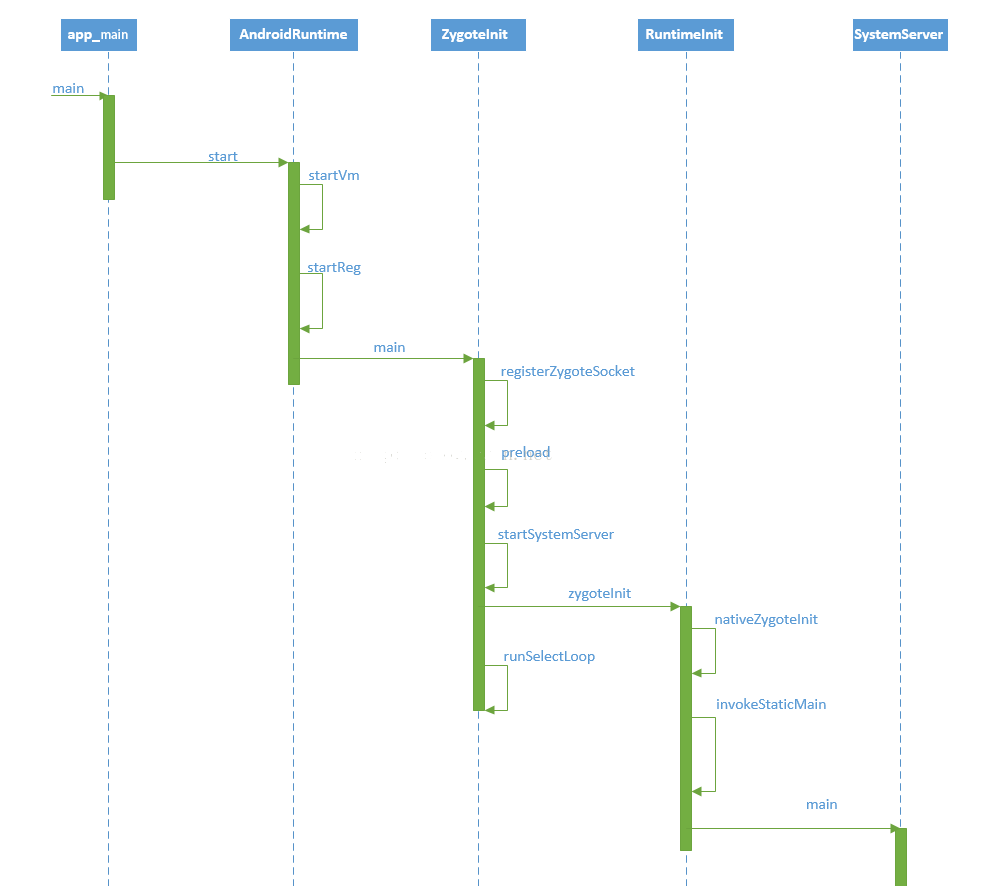 app_main
AndroidRuntime
ZygoteInit
RuntimeInit
SystemServer
main
start
startVm
startReg
main
registerZygoteSocket
preload
startSystemServer
zygoteInit
nativeZygoteInit
runSelectLoop
invokeStaticMain
main